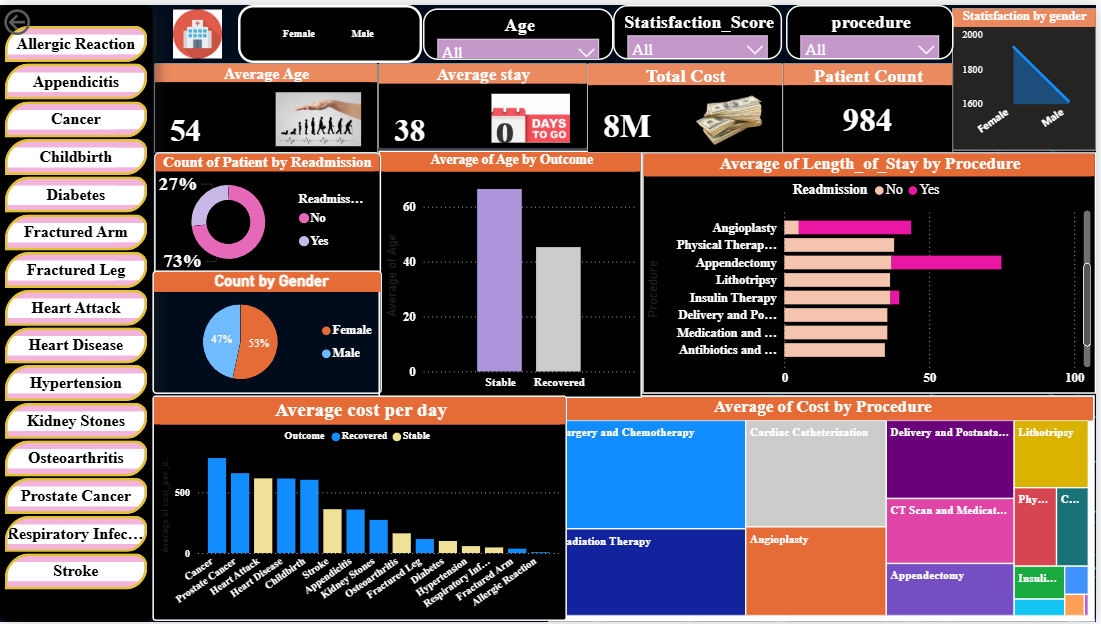 Allergic Reaction
Appendicitis
Cancer
Childbirth
Diabetes
Fractured Arm
Fractured Leg
Heart Attack
Heart Disease
Hypertension
Kidney Stones
Osteoarthritis
Prostate Cancer
Respiratory Infec...
Stroke
Female Male
Age
All
Statisfaction_Score
All
procedure
All
Statisfaction by gender
2000
1800
1600
Female Male
Average Age
54
Average stay
38
0 DAYS
TO GO
Total Cost
8M
Patient Count
984
Count of Patient by Readmission
27%
73%
Readmiss...
No
Yes
Count by Gender
47%
53%
Female
Male
Average of Age by Outcome
Average of Age
60
40
20
0
Stable Recovered
Average of Length_of_Stay by Procedure
Readmission No Yes
Procedure
Angioplasty
Physical Therap...
Appendectomy
Lithotripsy
Insulin Therapy
Delivery and Po...
Medication and ...
Antibiotics and ...
0 50 100
Average cost per day
Outcome Recovered Stable
Average of cost_per_d...
500
0
Cancer
Prostate Cancer
Heart Attack
Heart Disease
Childbirth
Stroke
Appendicitis
Kidney Stones
Osteoarthritis
Fractured Leg
Diabetes
Hypertension
Respiratory Inf...
Fractured Arm
Allergic Reaction
Average of Cost by Procedure
urgery and Chemotherapy
adiation Therapy
Cardiac Catheterization
Angioplasty
Delivery and Postnata...
CT Scan and Medicat...
Appendectomy
Lithotripsy
Phy...
C...
Insuli...